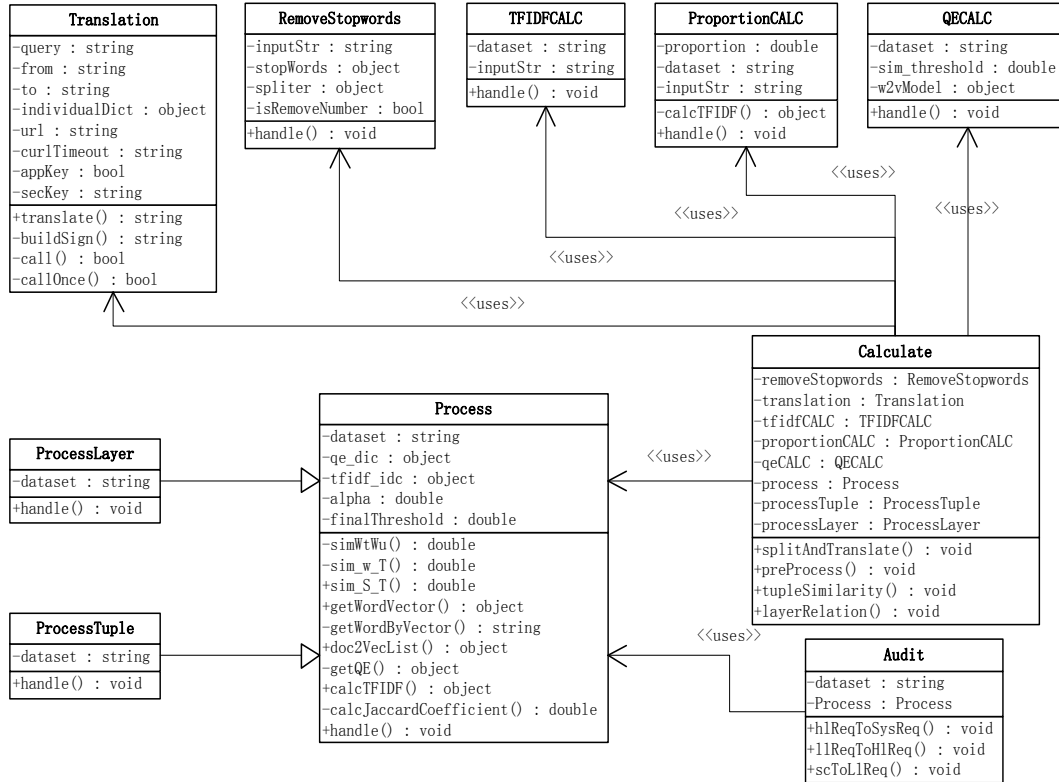 Translation
-query : string
-from : string
-to : string
-individualDict : object
-url : string
-curlTimeout : string
-appKey : bool
-secKey : string
+translate() : string
-buildSign() : string
-call() : bool
-callOnce() : bool
RemoveStopwords
-inputStr : string
-stopWords : object
-spliter : object
-isRemoveNumber : bool
+handle() : void
TFIDFCALC
-dataset : string
-inputStr : string
+handle() : void
ProportionCALC
-proportion : double
-dataset : string
-inputStr : string
-calcTFIDF() : object
+handle() : void
QECALC
-dataset : string
-sim_threshold : double
-w2vModel : object
+handle() : void
<<uses>>
<<uses>>
<<uses>>
<<uses>>
<<uses>>
Calculate
-removeStopwords : RemoveStopwords
-translation : Translation
-tfidfCALC : TFIDFCALC
-proportionCALC : ProportionCALC
-qeCALC : QECALC
-process : Process
-processTuple : ProcessTuple
-processLayer : ProcessLayer
+splitAndTranslate() : void
+preProcess() : void
+tupleSimilarity() : void
+layerRelation() : void
Process
-dataset : string
-qe_dic : object
-tfidf_idc : object
-alpha : double
-finalThreshold : double
-simWtWu() : double
-sim_w_T() : double
+sim_S_T() : double
+getWordVector() : object
-getWordByVector() : string
+doc2VecList() : object
-getQE() : object
+calcTFIDF() : object
-calcJaccardCoefficient() : double
+handle() : void
<<uses>>
ProcessLayer
-dataset : string
+handle() : void
ProcessTuple
-dataset : string
+handle() : void
<<uses>>
Audit
-dataset : string
-Process : Process
+hlReqToSysReq() : void
+llReqToHlReq() : void
+scToLlReq() : void